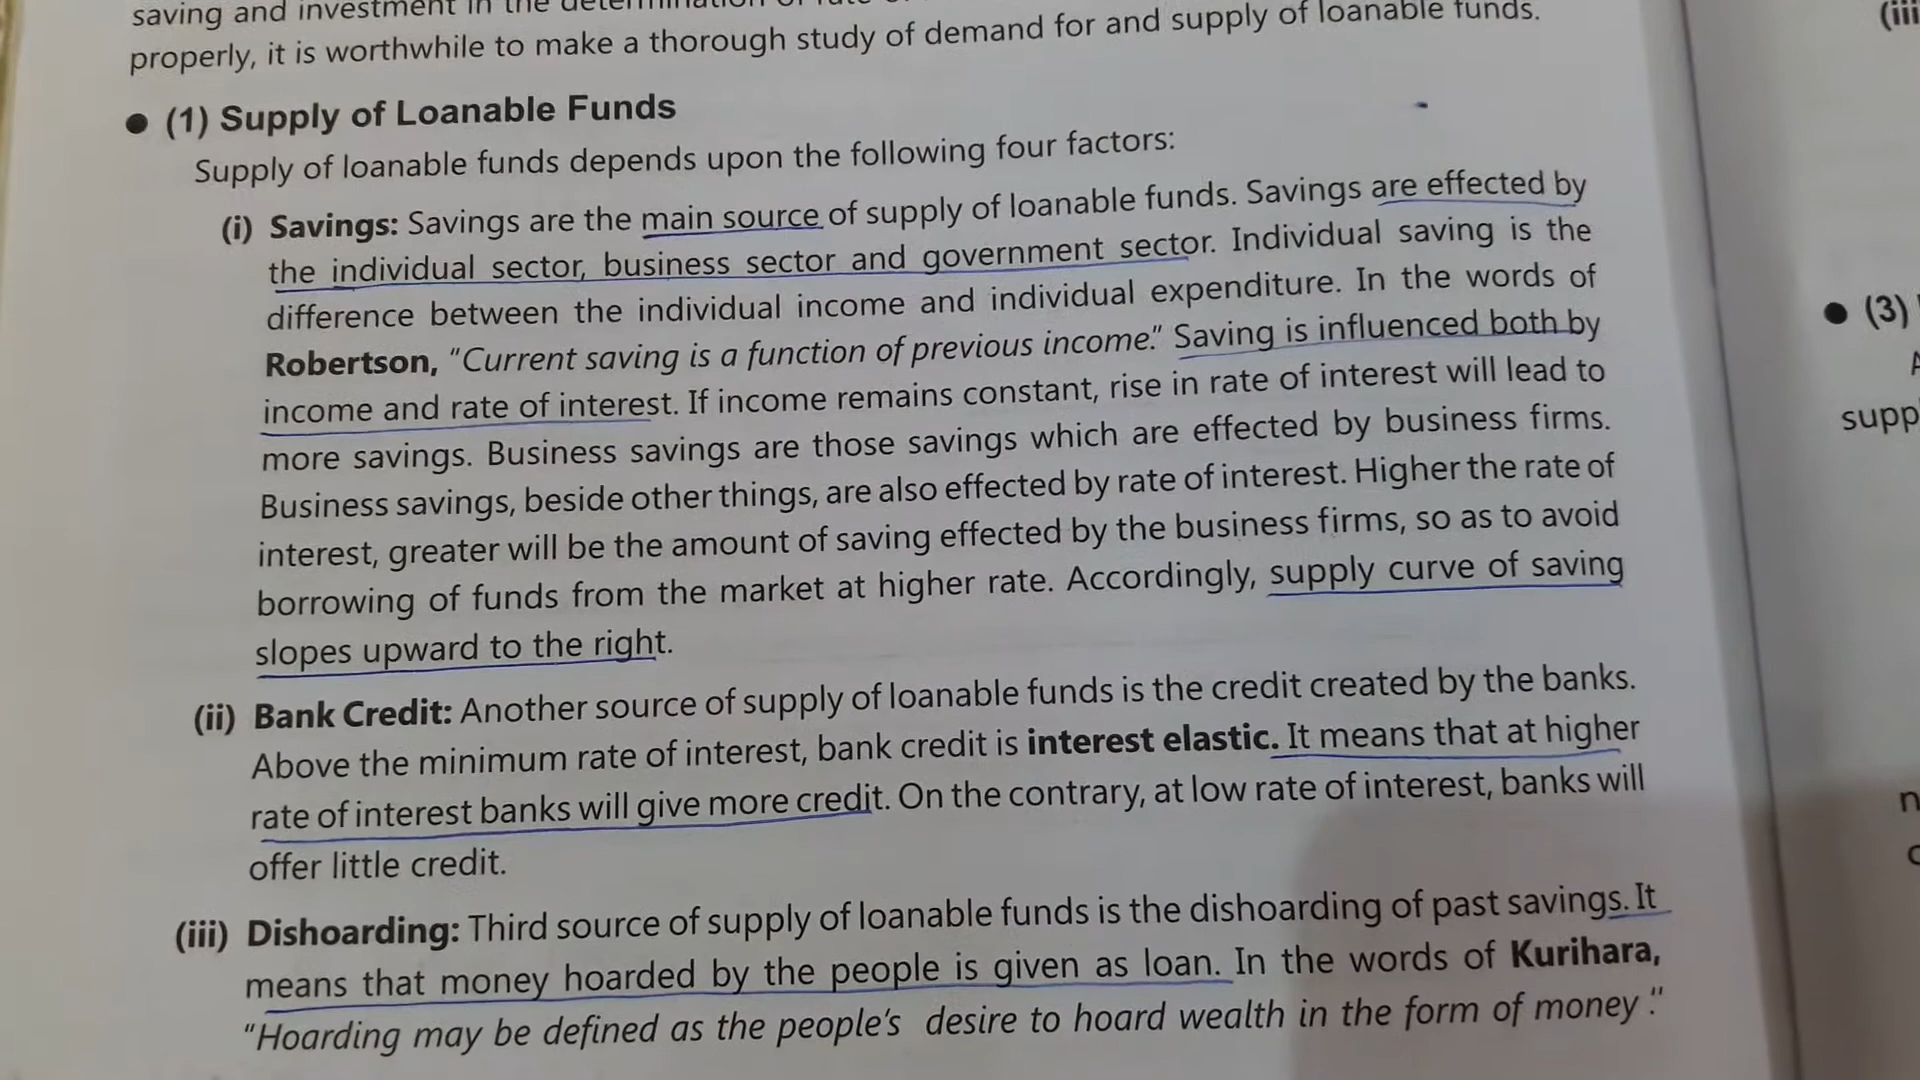 saving and investment in the determination of rate of
properly, it is worthwhile to make a thorough study of demand for and supply of loanable funds.
● (1) Supply of Loanable Funds
Supply of loanable funds depends upon the following four factors:
(i) Savings: Savings are the main source of supply of loanable funds. Savings are effected by
the individual sector, business sector and government sector. Individual saving is the
difference between the individual income and individual expenditure. In the words of
Robertson, "Current saving is a function of previous income." Saving is influenced both by
income and rate of interest. If income remains constant, rise in rate of interest will lead to
more savings. Business savings are those savings which are effected by business firms.
Business savings, beside other things, are also effected by rate of interest. Higher the rate of
interest, greater will be the amount of saving effected by the business firms, so as to avoid
borrowing of funds from the market at higher rate. Accordingly, supply curve of saving
slopes upward to the right.
(ii) Bank Credit: Another source of supply of loanable funds is the credit created by the banks.
Above the minimum rate of interest, bank credit is interest elastic. It means that at higher
rate of interest banks will give more credit. On the contrary, at low rate of interest, banks will
offer little credit.
(iii) Dishoarding: Third source of supply of loanable funds is the dishoarding of past savings. It
means that money hoarded by the people is given as loan. In the words of Kurihara,
"Hoarding may be defined as the people's desire to hoard wealth in the form of money."
(iii
● (3)
supp